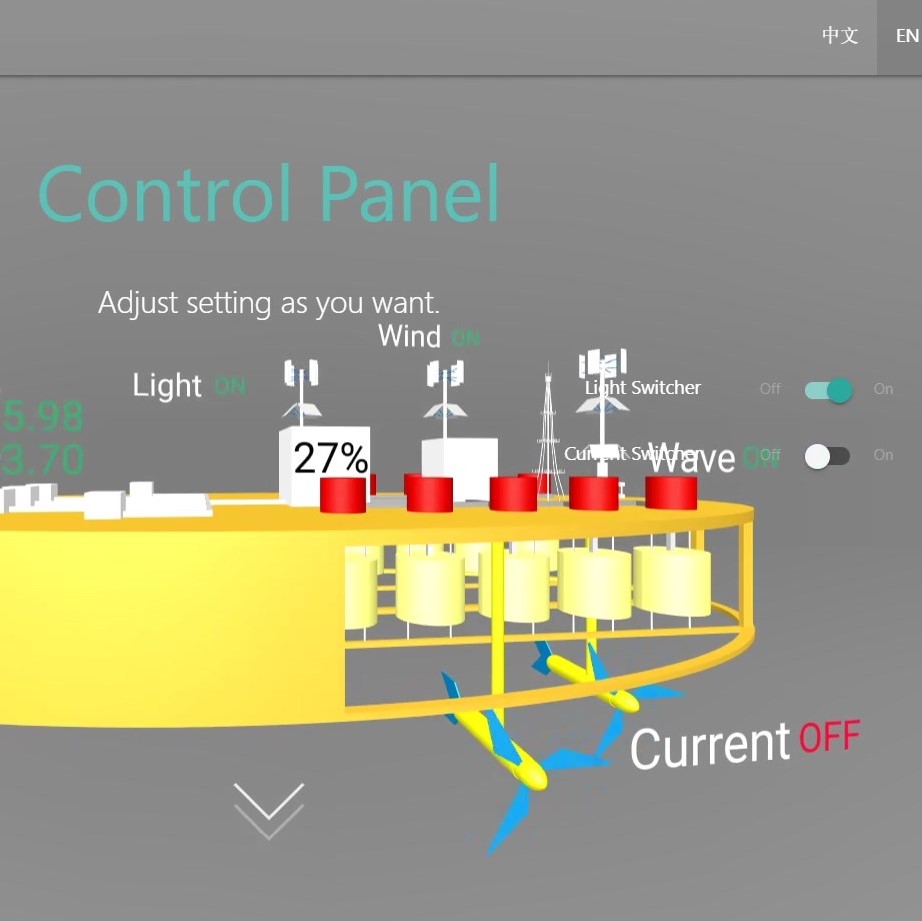 中文 EN
Control Panel
Adjust setting as you want.
Wind ON
Light ON
Light Switcher Off On
5.98
3.70
27%
Current Switcher Off On
Wave ON
Current OFF